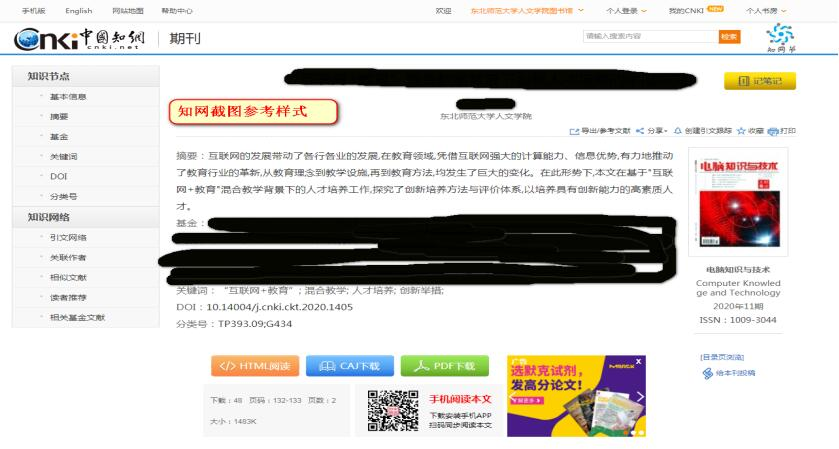 手机版 English 网站地图 帮助中心 欢迎 东北师范大学人文学院图书馆 个人登录 我的CNKI NEW 个人书房
Cnki 中国知网 cnki.net 期刊 请输入搜索内容 检索 知网节
知识节点
基本信息
摘要
基金
关键词
DOI
分类号
知识网络
引文网络
关联作者
相似文献
读者推荐
相关基金文献
知网截图参考样式
记笔记
东北师范大学人文学院
导出/参考文献 分享 创建引文跟踪 收藏 打印
摘要：互联网的发展带动了各行各业的发展,在教育领域,凭借互联网强大的计算能力、信息优势,有力地推动
了教育行业的革新,从教育理念到教学设施,再到教育方法,均发生了巨大的变化。在此形势下,本文在基于"互联
网+教育"混合教学背景下的人才培养工作,探究了创新培养方法与评价体系,以培养具有创新能力的高素质人
才。
基金：
关键词： "互联网+教育"; 混合教学; 人才培养; 创新举措;
DOI：10.14004/j.cnki.ckt.2020.1405
分类号：TP393.09;G434
电脑知识与技术
电脑知识与技术
Computer Knowled
ge and Technology
2020年11期
ISSN：1009-3044
[目录页浏览]
给本刊投稿
HTML阅读 CAJ下载 PDF下载
下载：48 页码：132-133 页数：2
大小：1483K
手机阅读本文
下载安装手机APP
扫码同步阅读本文
广告 X
选默克试剂，
发高分论文！
了解更多
MERCK